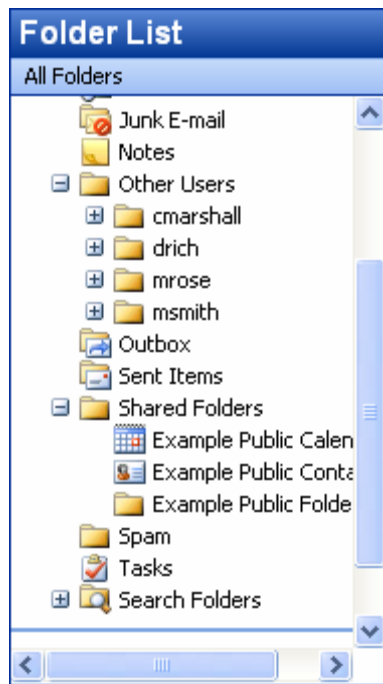 Folder List
All Folders
Junk E-mail
Notes
Other Users
cmarshall
drich
mrose
msmith
Outbox
Sent Items
Shared Folders
Example Public Calen
Example Public Conta
Example Public Folde
Spam
Tasks
Search Folders